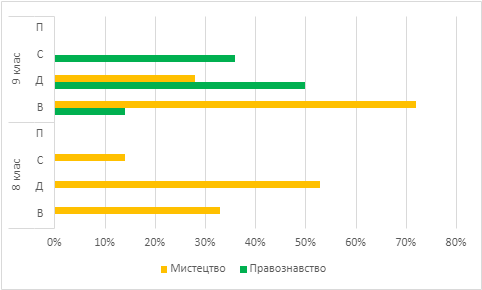 9 клас
П
С
Д
В
8 клас
П
С
Д
В
0% 10% 20% 30% 40% 50% 60% 70% 80%
Мистецтво Правознавство